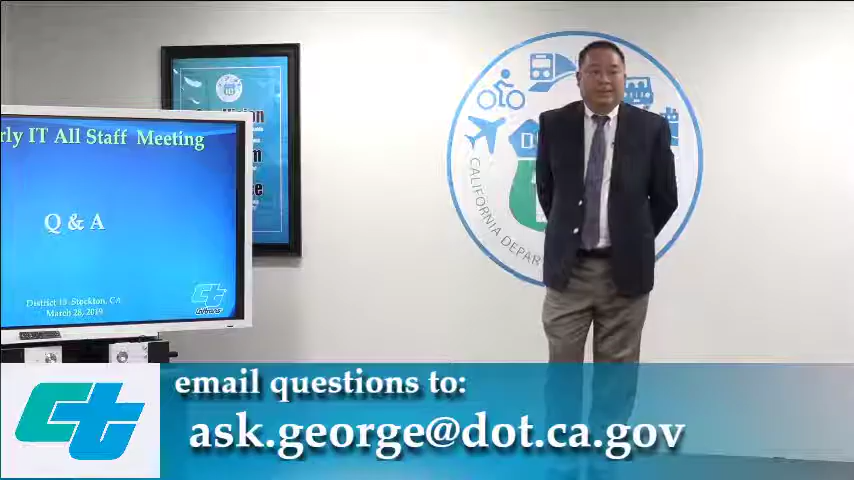 rly IT All Staff Meeting
Q & A
District 10 Stockton, CA
March 28, 2019
Caltrans
CALIFORNIA DEPAR
email questions to:
ask.george@dot.ca.gov